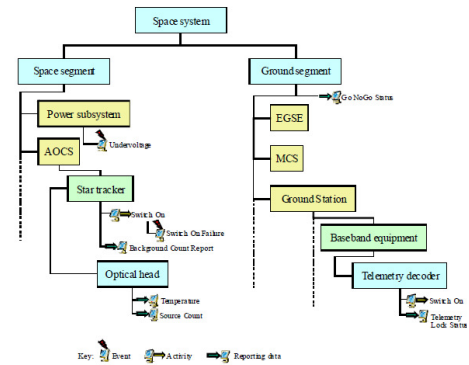 Space system
Space segment
Ground segment
Go NoGo Status
Power subsystem
EGSE
Undervoltage
AOCS
MCS
Star tracker
Ground Station
Switch On
Switch On Failure
Baseband equipment
Background Count Report
Optical head
Telemetry decoder
Temperature
Switch On
Source Count
Telemetry
Lock Status
Key: Event Activity Reporting data